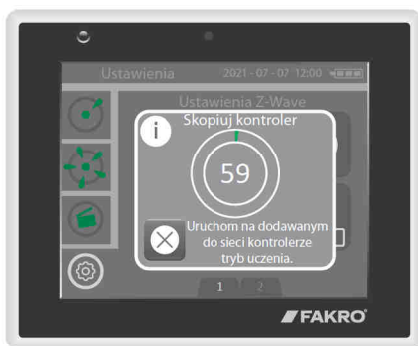 Ustawienia 2021-07-07 12:00
Ustawienia Z-Wave
Skopiuj kontroler
i
59
Uruchom na dodawanym
do sieci kontrolerze
tryb uczenia.
1 2
FAKRO®